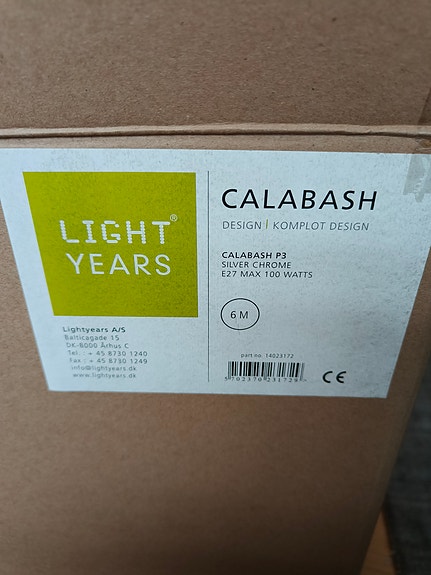 LIGHT®
YEARS
Lightyears A/S
Balticagade 15
DK-8000 Århus C
Tel. : + 45 8730 1240
Fax : + 45 8730 1249
info@lightyears.dk
www.lightyears.dk
CALABASH
DESIGN | KOMPLOT DESIGN
CALABASH P3
SILVER CHROME
E27 MAX 100 WATTS
6 M
part no. 14023172
5702370231729
CE